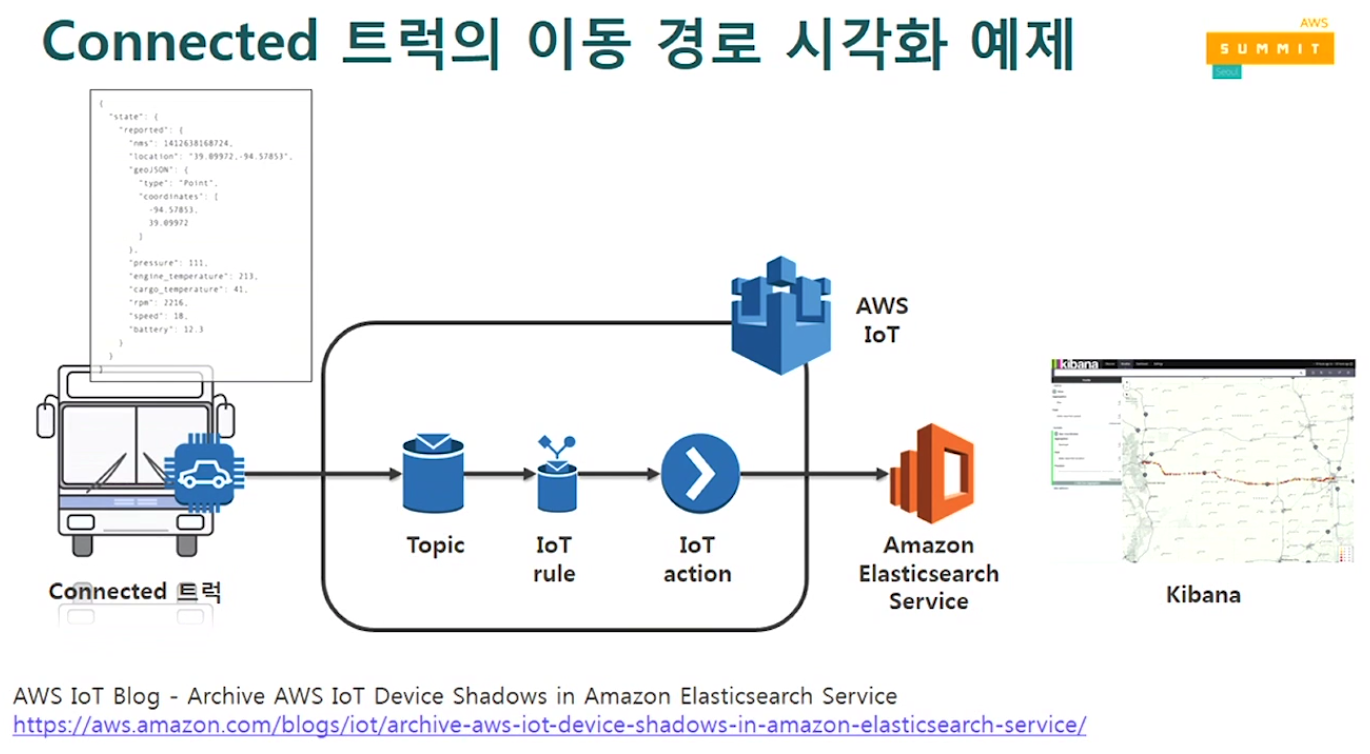 Connected 트럭의 이동 경로 시각화 예제
AWS
SUMMIT
Seoul
{
"state": {
"reported": {
"nms": 1412638168724,
"location": "39.09972,-94.57853",
"geoJSON": {
"type": "Point",
"coordinates": [
-94.57853,
39.09972
]
},
"pressure": 111,
"engine_temperature": 213,
"cargo_temperature": 41,
"rpm": 2216,
"speed": 18,
"battery": 12.3
}
}
}
AWS
IoT
kibana
Topic
IoT
rule
IoT
action
Amazon
Elasticsearch
Service
Connected 트럭
Kibana
AWS IoT Blog - Archive AWS IoT Device Shadows in Amazon Elasticsearch Service
https://aws.amazon.com/blogs/iot/archive-aws-iot-device-shadows-in-amazon-elasticsearch-service/